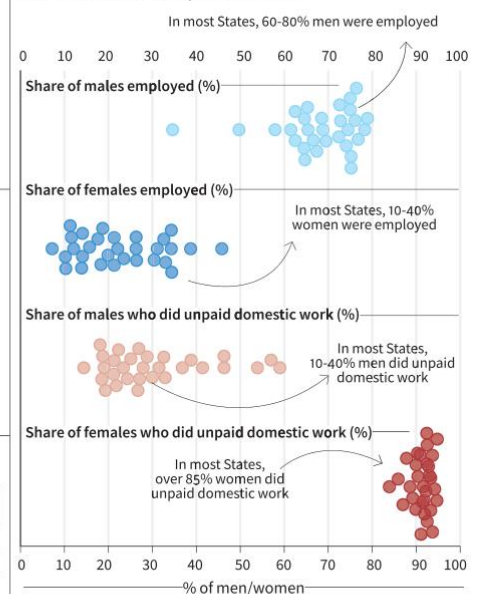 In most States, 60-80% men were employed
0 10 20 30 40 50 60 70 80 90 100
Share of males employed (%)
Share of females employed (%)
In most States, 10-40%
women were employed
Share of males who did unpaid domestic work (%)
In most States,
10-40% men did unpaid
domestic work
Share of females who did unpaid domestic work (%)
In most States,
over 85% women did
unpaid domestic work
0 10 20 30 40 50 60 70 80 90 100
% of men/women